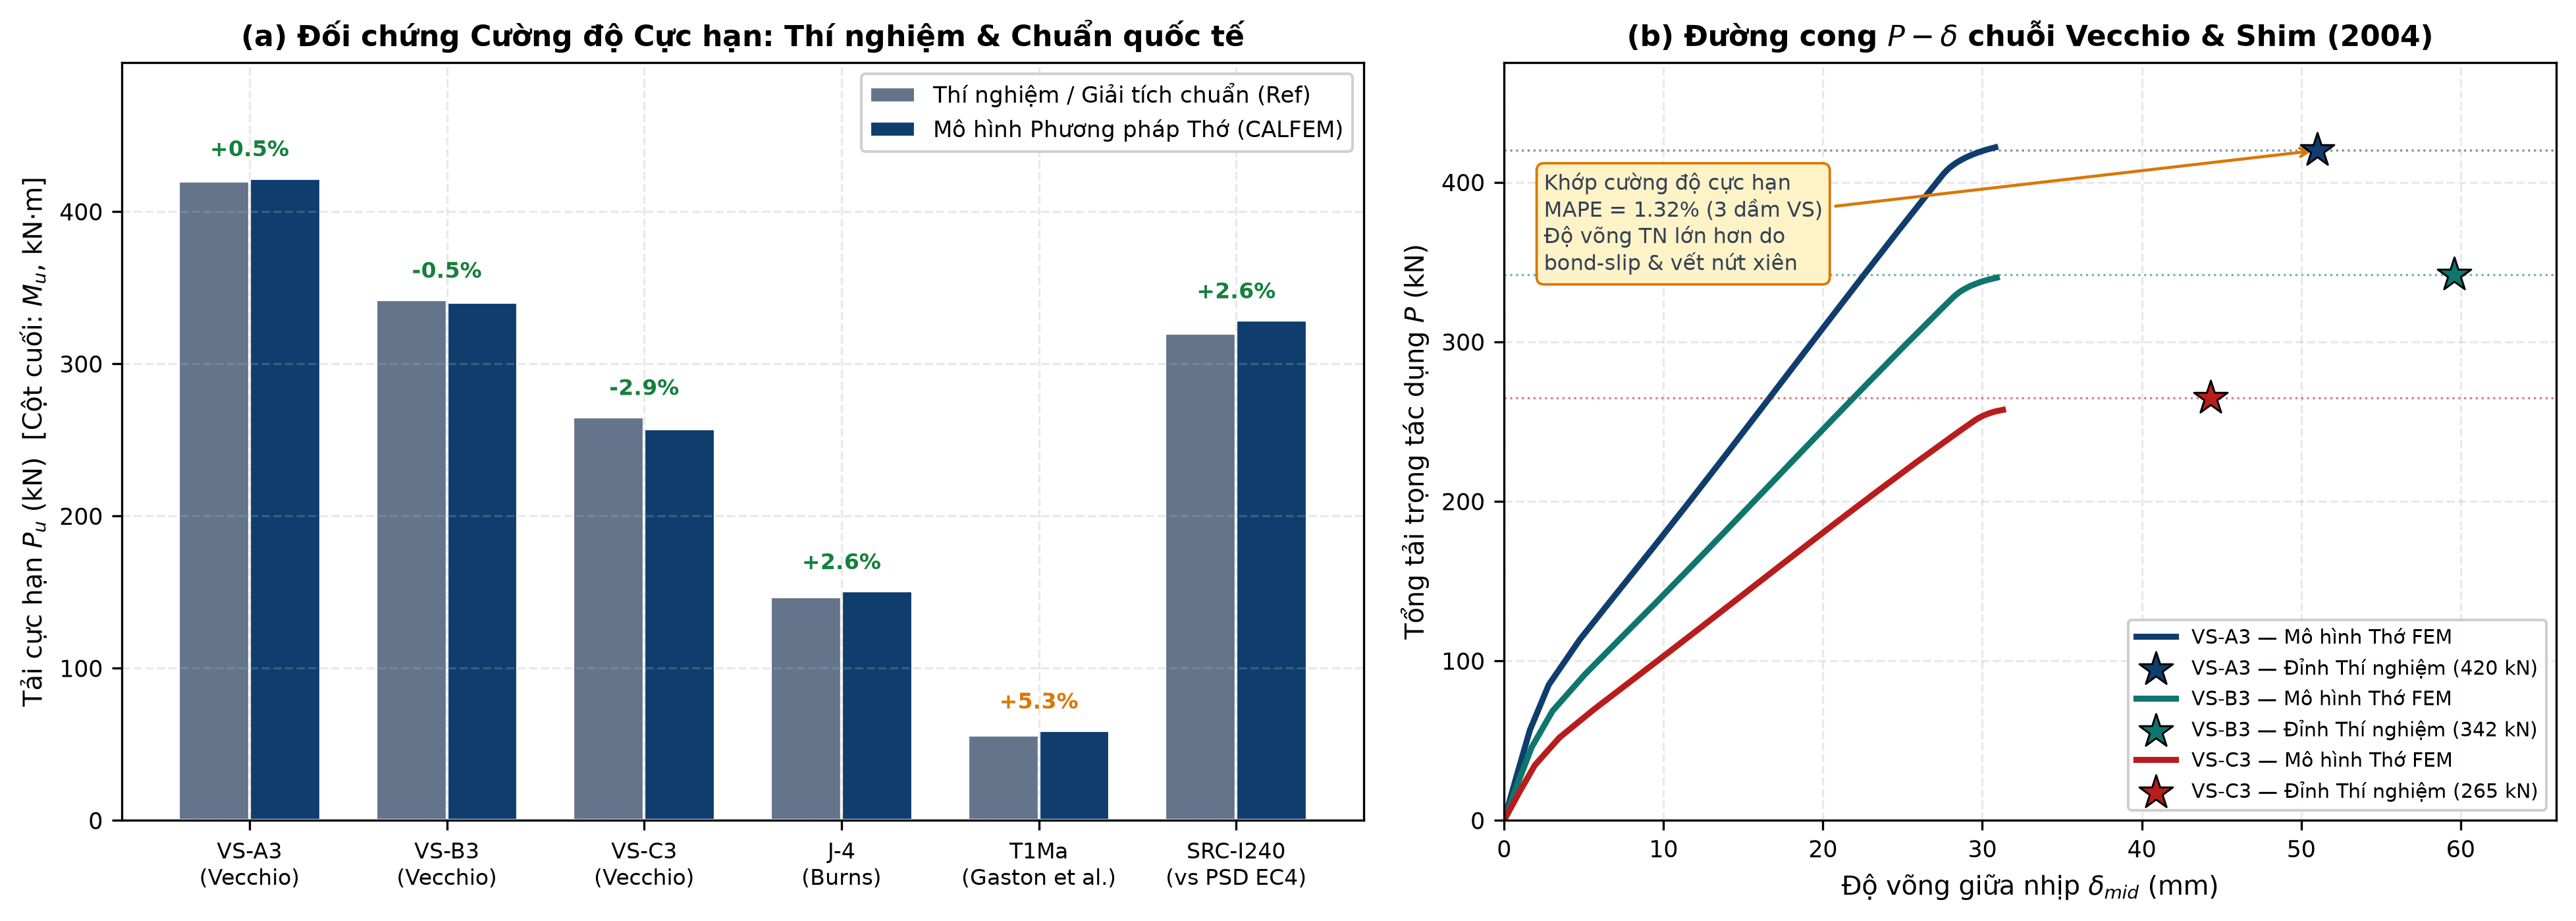 (a) Đối chứng Cường độ Cực hạn: Thí nghiệm & Chuẩn quốc tế
Tải cực hạn Pᵤ (kN) [Cột cuối: Mᵤ, kN·m]
400
300
200
100
0
Thí nghiệm / Giải tích chuẩn (Ref)
Mô hình Phương pháp Thớ (CALFEM)
+0.5%
-0.5%
-2.9%
+2.6%
+5.3%
+2.6%
VS-A3
(Vecchio)
VS-B3
(Vecchio)
VS-C3
(Vecchio)
J-4
(Burns)
T1Ma
(Gaston et al.)
SRC-I240
(vs PSD EC4)
(b) Đường cong P − δ chuỗi Vecchio & Shim (2004)
Tổng tải trọng tác dụng P (kN)
400
300
200
100
0
Khớp cường độ cực hạn
MAPE = 1.32% (3 dầm VS)
Độ võng TN lớn hơn do
bond-slip & vết nứt xiên
VS-A3 — Mô hình Thớ FEM
VS-A3 — Đỉnh Thí nghiệm (420 kN)
VS-B3 — Mô hình Thớ FEM
VS-B3 — Đỉnh Thí nghiệm (342 kN)
VS-C3 — Mô hình Thớ FEM
VS-C3 — Đỉnh Thí nghiệm (265 kN)
0 10 20 30 40 50 60
Độ võng giữa nhịp δmid (mm)